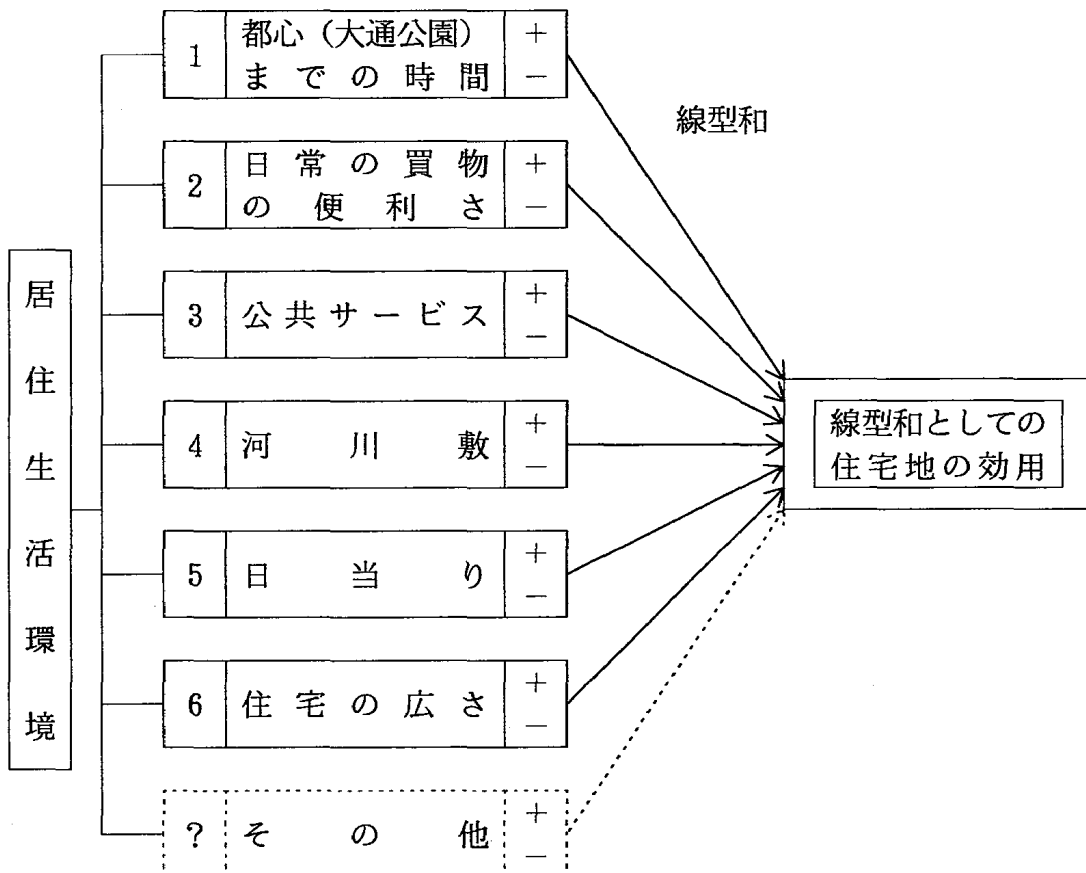 居住生活環境
1
都心（大通公園）
までの時間
＋
－
2
日常の買物
の便利さ
＋
－
3
公共サービス
＋
－
4
河川敷
＋
－
5
日当り
＋
－
6
住宅の広さ
＋
－
?
その他
＋
－
線型和
線型和としての
住宅地の効用